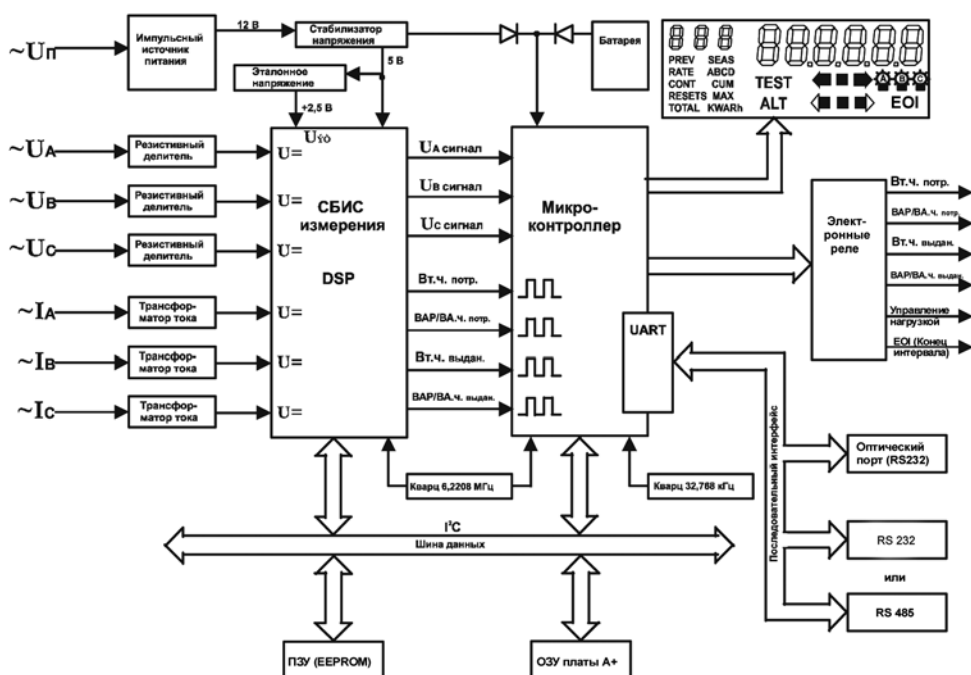 ~Uп
Импульсный
источник
питания
12 В
Стабилизатор
напряжения
5 В
Эталонное
напряжение
+2,5 В
Батарея
PREV SEAS
RATE ABCD
CONT CUM
RESETS MAX
TOTAL KWARh
TEST
ALT
A B C
EOI
~UA
Резистивный
делитель
U=
~UB
Резистивный
делитель
U=
~UC
Резистивный
делитель
U=
~IA
Трансфор-
матор тока
U=
~IB
Трансфор-
матор тока
U=
~IC
Трансфор-
матор тока
U=
СБИС
измерения
DSP
UA сигнал
UB сигнал
UC сигнал
Вт.ч. потр.
ВАР/ВА.ч. потр.
Вт.ч. выдан.
ВАР/ВА.ч. выдан.
Микро-
контроллер
UART
Элект-
ронные
реле
Вт.ч. потр.
ВАР/ВА.ч. потр.
Вт.ч. выдан.
ВАР/ВА.ч. выдан.
Управление
нагрузкой
EOI (Конец
интервала)
Кварц 6,2208 МГц
Кварц 32,768 кГц
I²C
Шина данных
Последовательный интерфейс
Оптический
порт (RS232)
RS 232
или
RS 485
ПЗУ (EEPROM)
ОЗУ платы А+